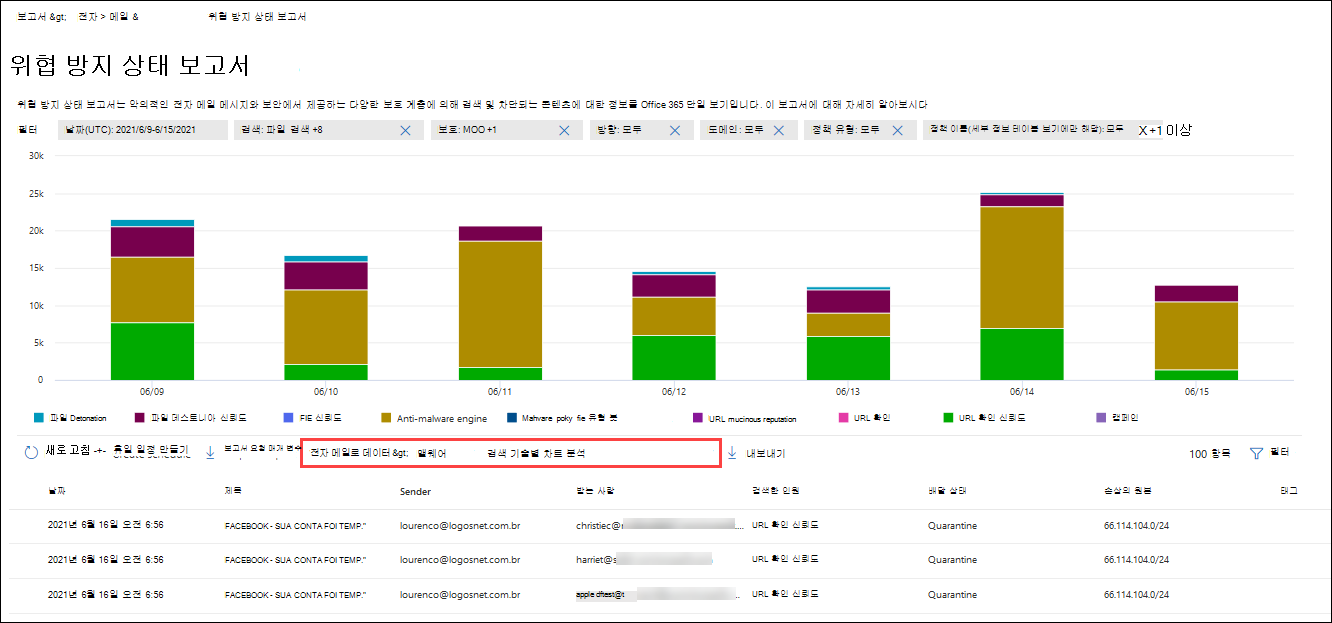 보고서 &gt; 전자 > 메일 & 위협 방지 상태 보고서
위협 방지 상태 보고서
위협 방지 상태 보고서는 악의적인 전자 메일 메시지와 보안에서 제공하는 다양한 보호 계층에 의해 검색 및 차단되는 콘텐츠에 대한 정보를 Office 365 단일 보기입니다. 이 보고서에 대해 자세히 알아보시다
필터 날짜(UTC): 2021/6/9-6/15/2021 검색: 파일 검색 +8 보호: MOO +1 방향: 모두 도메인: 모두 정책 유형: 모두 정책 이름(세부 정보 테이블 보기에만 해당): 모두 X +1 이상
30k
25k
20k
15k
10k
5k
0
06/09 06/10 06/11 06/12 06/13 06/14 06/15
파일 Detonation 파일 데스토니아 신뢰도 FIE 신뢰도 Anti-malware engine Mahvare poky fie 유형 봇 URL mucinous reputation URL 확인 URL 확인 신뢰도 캠페인
새로 고침 -+- 휴일 일정 만들기 보고서 요청 매개 변수 전자 메일로 데이터 &gt; 맬웨어 검색 기술별 차트 분석 내보내기 100 항목 필터
날짜 제목 Sender 받는 사람 검색한 인원 배달 상태 손상의 원본 태그
2021년 6월 16일 오전 6:56 FACEBOOK - SUA CONTA FOI TEMP." lourenco@logosnet.com.br christiec@ ... URL 확인 신뢰도 Quarantine 66.114.104.0/24
2021년 6월 16일 오전 6:56 FACEBOOK - SUA CONTA FOI TEMP." lourenco@logosnet.com.br harriet@s URL 확인 신뢰도 Quarantine 66.114.104.0/24
2021년 6월 16일 오전 6:56 FACEBOOK - SUA CONTA FOI TEMP." lourenco@logosnet.com.br apple dftest@t .. URL 확인 신뢰도 Quarantine 66.114.104.0/24